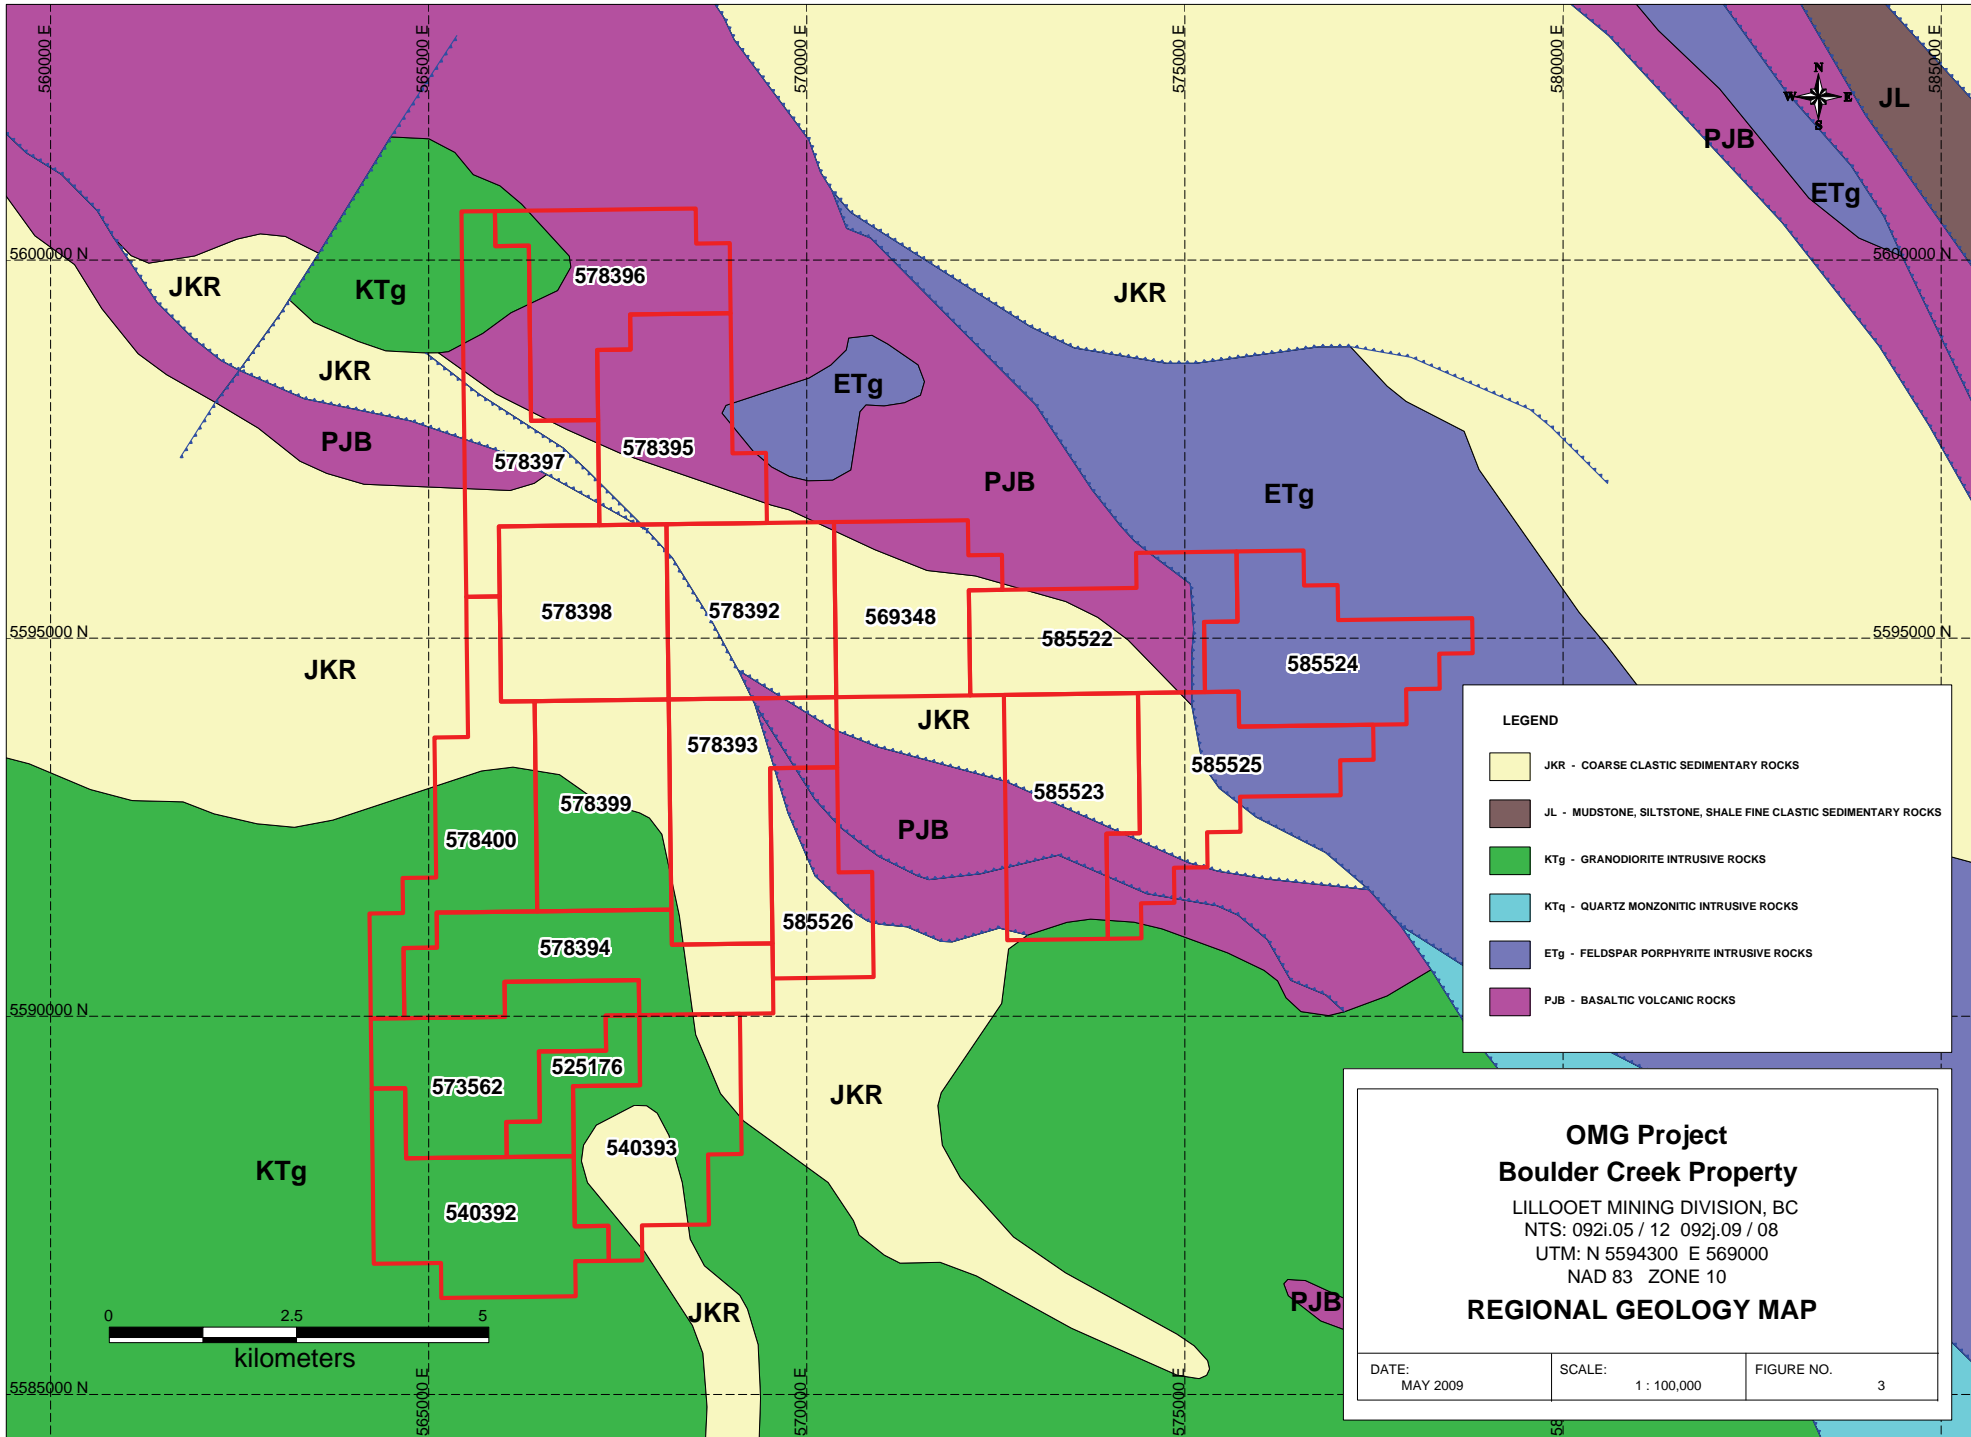 560000 E
565000 E
570000 E
575000 E
580000 E
585000 E
N
W E
S
JL
PJB
ETg
5600000 N
5600000 N
JKR
KTg
578396
JKR
JKR
ETg
PJB
578397
578395
PJB
ETg
578398
578392
569348
585522
5595000 N
5595000 N
585524
JKR
JKR
578393
585525
578399
585523
578400
PJB
585526
578394
5590000 N
573562
525176
JKR
540393
KTg
540392
PJB
JKR
LEGEND
JKR - COARSE CLASTIC SEDIMENTARY ROCKS
JL - MUDSTONE, SILTSTONE, SHALE FINE CLASTIC SEDIMENTARY ROCKS
KTg - GRANODIORITE INTRUSIVE ROCKS
KTq - QUARTZ MONZONITIC INTRUSIVE ROCKS
ETg - FELDSPAR PORPHYRITE INTRUSIVE ROCKS
PJB - BASALTIC VOLCANIC ROCKS
OMG Project
Boulder Creek Property
LILLOOET MINING DIVISION, BC
NTS: 092i.05 / 12 092j.09 / 08
UTM: N 5594300 E 569000
NAD 83 ZONE 10
REGIONAL GEOLOGY MAP
DATE:
MAY 2009
SCALE:
1 : 100,000
FIGURE NO.
3
0 2.5 5
kilometers
5585000 N
565000 E
570000 E
575000 E